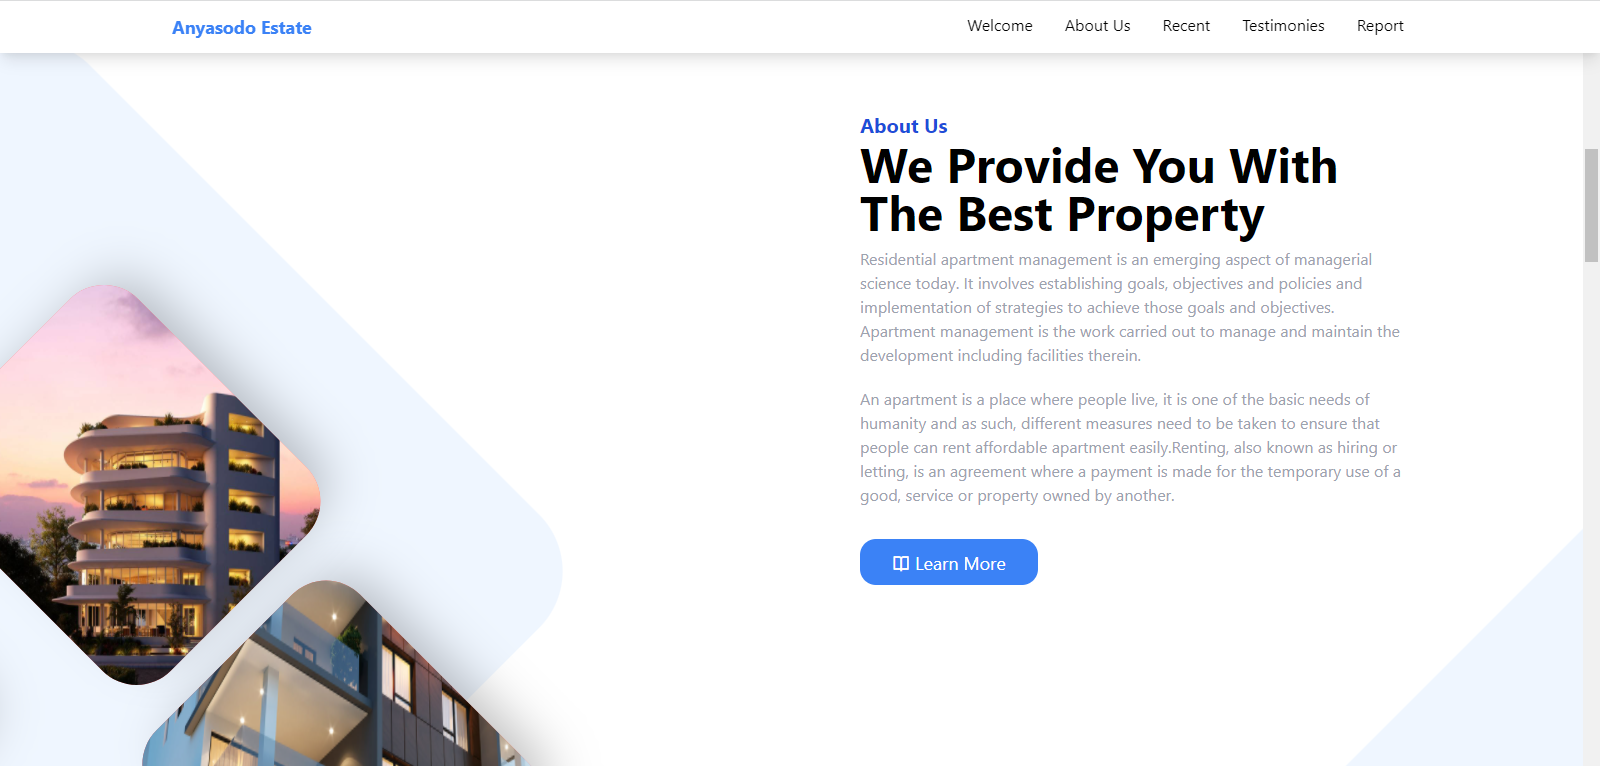 Anyasodo Estate
Welcome
About Us
Recent
Testimonies
Report
About Us
We Provide You With
The Best Property
Residential apartment management is an emerging aspect of managerial
science today. It involves establishing goals, objectives and policies and
implementation of strategies to achieve those goals and objectives.
Apartment management is the work carried out to manage and maintain the
development including facilities therein.
An apartment is a place where people live, it is one of the basic needs of
humanity and as such, different measures need to be taken to ensure that
people can rent affordable apartment easily.Renting, also known as hiring or
letting, is an agreement where a payment is made for the temporary use of a
good, service or property owned by another.
Learn More